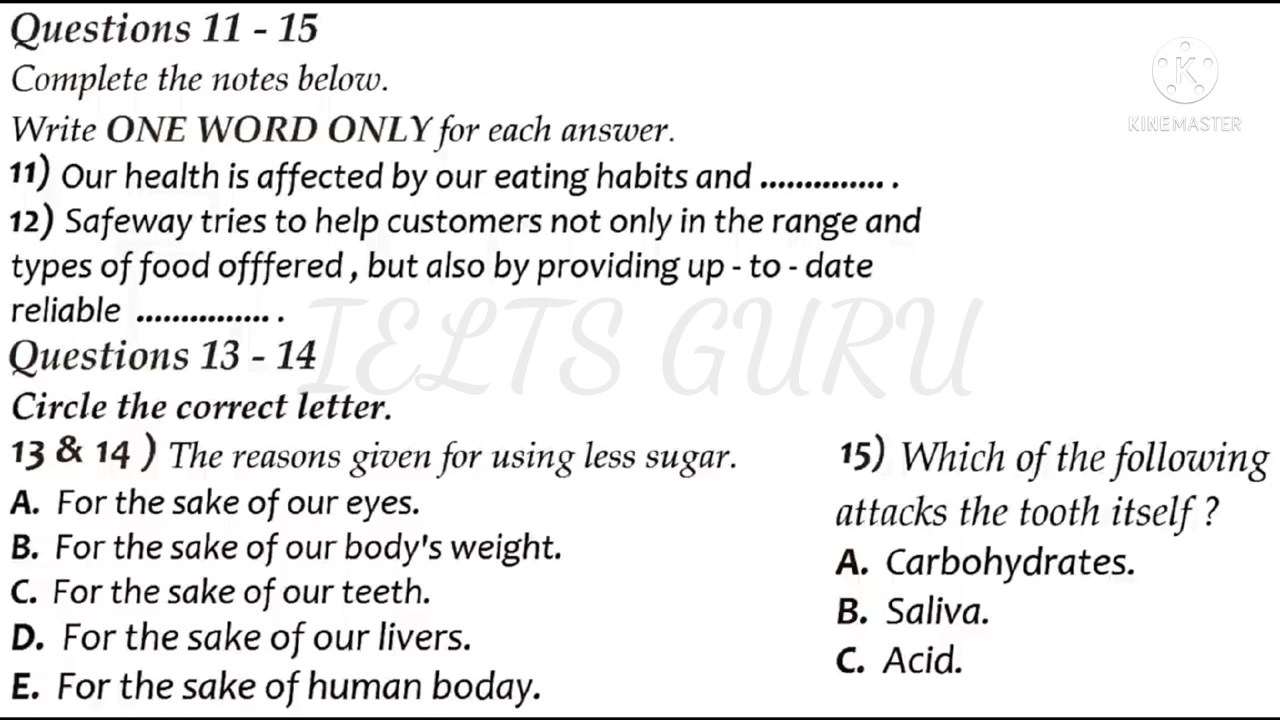 Questions 11 - 15
Complete the notes below.
Write ONE WORD ONLY for each answer.
11) Our health is affected by our eating habits and .............. .
12) Safeway tries to help customers not only in the range and
types of food offfered , but also by providing up - to - date
reliable ............... .
Questions 13 - 14
Circle the correct letter.
13 & 14 ) The reasons given for using less sugar.
A. For the sake of our eyes.
B. For the sake of our body's weight.
C. For the sake of our teeth.
D. For the sake of our livers.
E. For the sake of human boday.
15) Which of the following
attacks the tooth itself ?
A. Carbohydrates.
B. Saliva.
C. Acid.
IELTS GURU
K
KINEMASTER